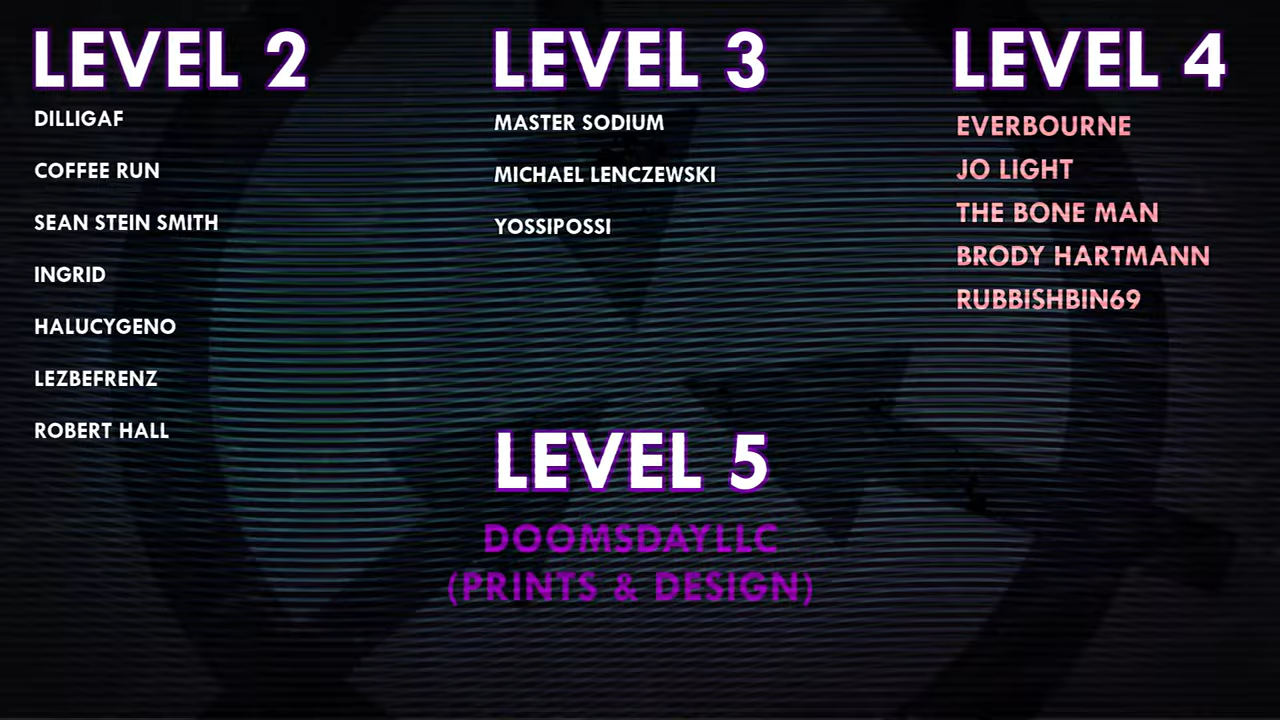 LEVEL 2
DILLIGAF
COFFEE RUN
SEAN STEIN SMITH
INGRID
HALUCYGENO
LEZBEFRENZ
ROBERT HALL
LEVEL 3
MASTER SODIUM
MICHAEL LENCZEWSKI
YOSSIPOSSI
LEVEL 4
EVERBOURNE
JO LIGHT
THE BONE MAN
BRODY HARTMANN
RUBBISHBIN69
LEVEL 5
DOOMSDAYLLC
(PRINTS & DESIGN)